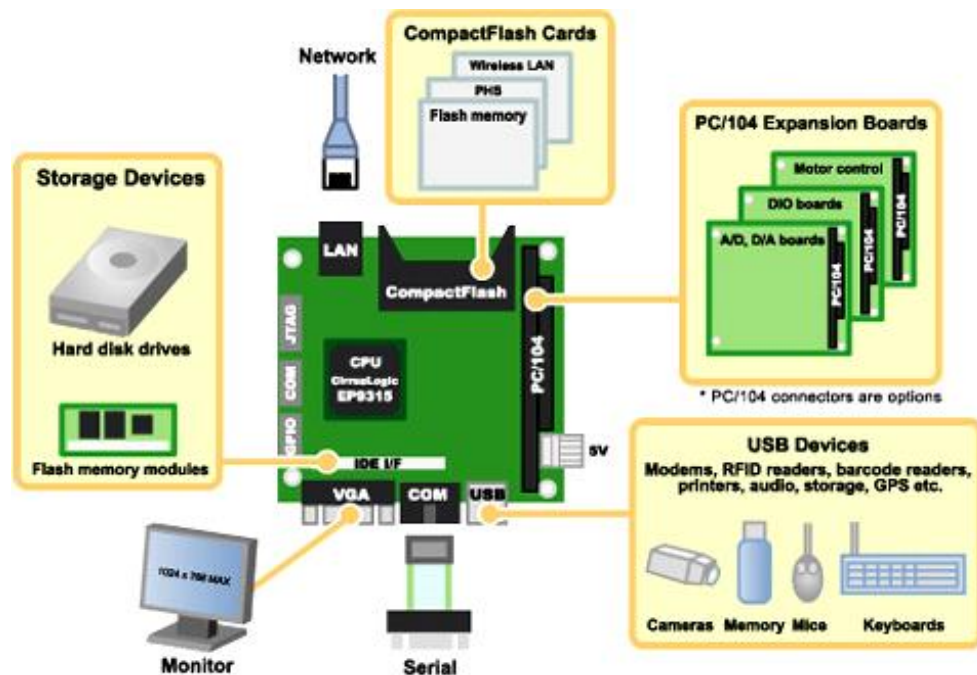 CompactFlash Cards
Wireless LAN
PHS
Flash memory
Network
PC/104 Expansion Boards
Motor control
PC/104
DIO boards
PC/104
A/D, D/A boards
PC/104
* PC/104 connectors are options
Storage Devices
Hard disk drives
Flash memory modules
LAN
CompactFlash
JTAG
COM
GPIO
CPU
CirrusLogic
EP9315
PC/104
5V
IDE I/F
VGA
COM
USB
USB Devices
Modems, RFID readers, barcode readers,
printers, audio, storage, GPS etc.
Cameras
Memory
Mice
Keyboards
1024 x 768 MAX
Monitor
Serial